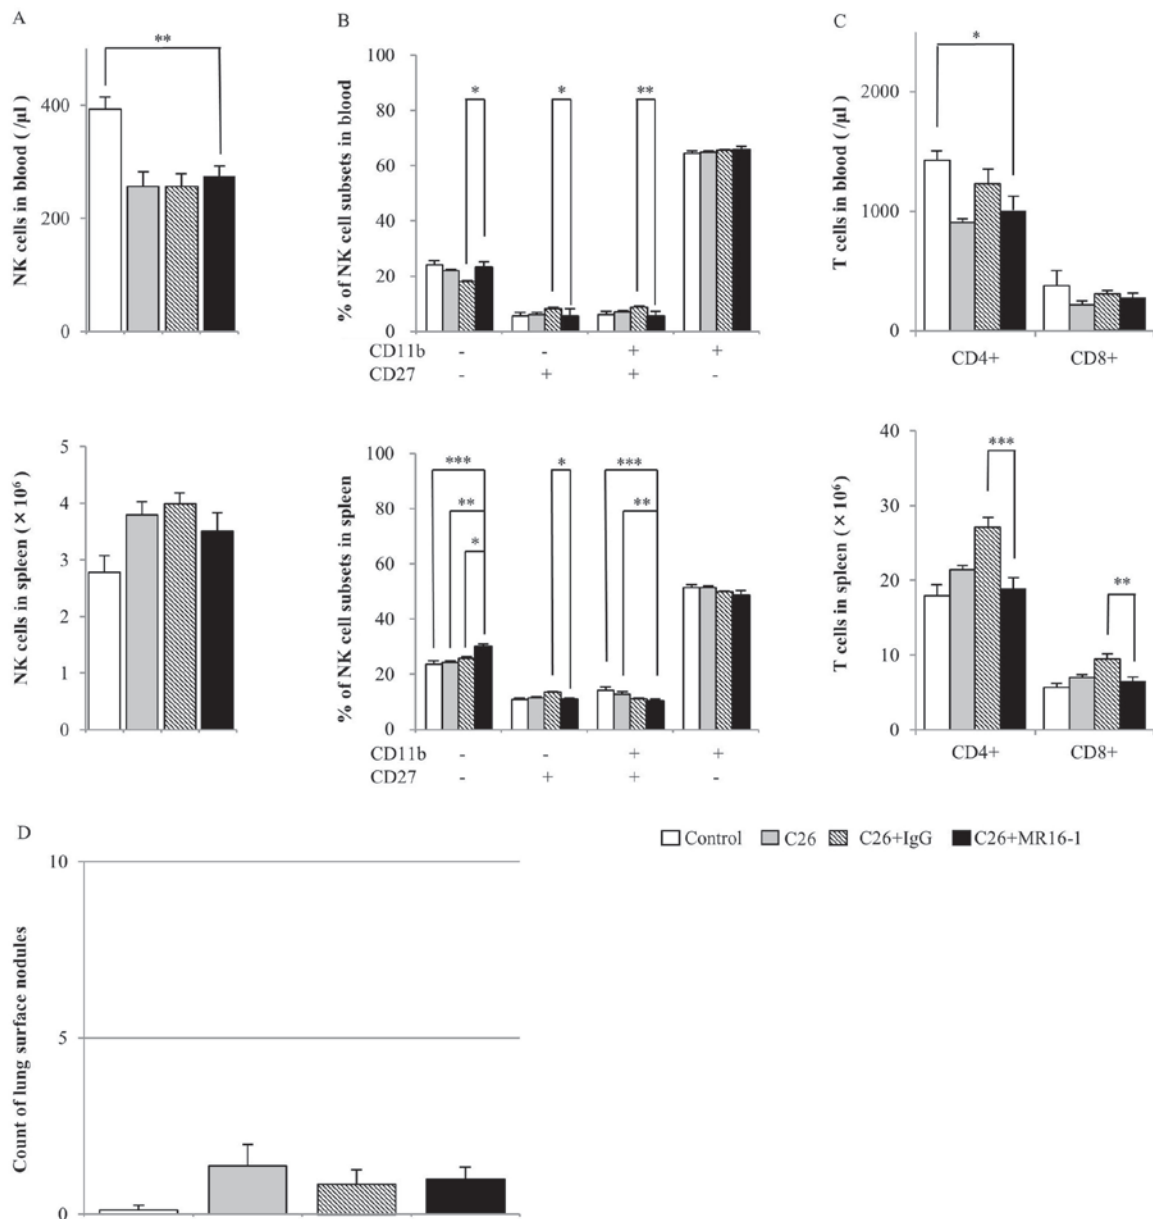 A
NK cells in blood ( /μl )
400
200
0
**
B
% of NK cell subsets in blood
100
80
60
40
20
0
* * **
CD11b - - + +
CD27 - + + -
C
T cells in blood ( /μl )
2000
1000
0
*
CD4+ CD8+
NK cells in spleen ( × 10⁶ )
5
4
3
2
1
0
% of NK cell subsets in spleen
100
80
60
40
20
0
*** * ***
** **
*
CD11b - - + +
CD27 - + + -
T cells in spleen ( × 10⁶ )
40
30
20
10
0
***
**
CD4+ CD8+
D
Control C26 C26+IgG C26+MR16-1
Count of lung surface nodules
10
5
0